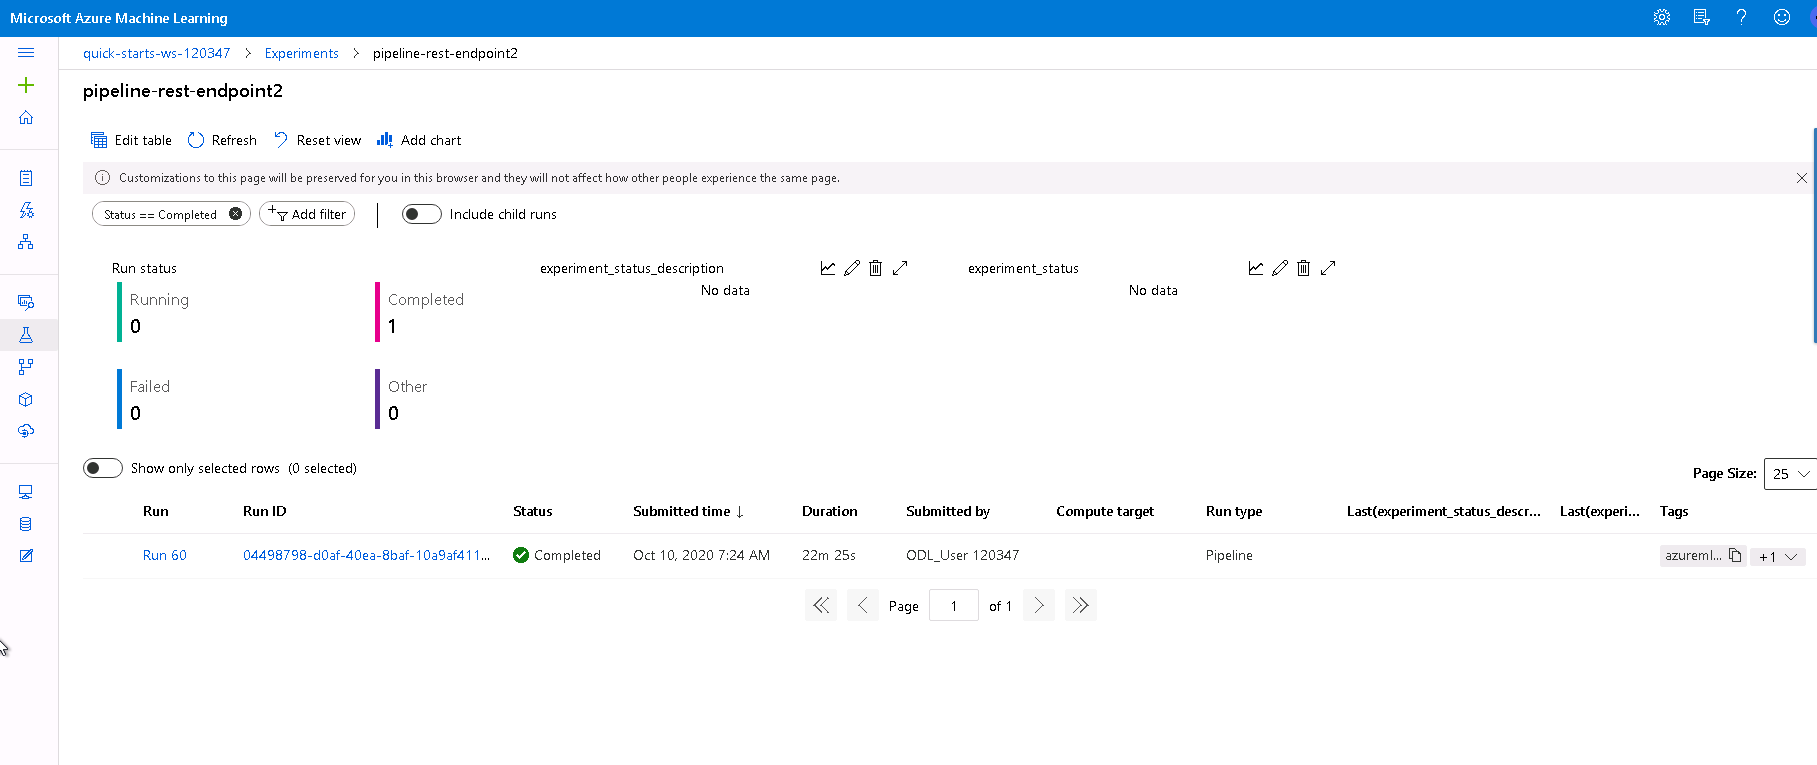 Microsoft Azure Machine Learning
quick-starts-ws-120347 > Experiments > pipeline-rest-endpoint2
pipeline-rest-endpoint2
Edit table Refresh Reset view Add chart
Customizations to this page will be preserved for you in this browser and they will not affect how other people experience the same page.
Status == Completed Add filter Include child runs
Run status experiment_status_description experiment_status
No data No data
Running Completed
0 1
Failed Other
0 0
Show only selected rows (0 selected)
Page Size: 25
Run Run ID Status Submitted time ↓ Duration Submitted by Compute target Run type Last(experiment_status_descr... Last(experi... Tags
Run 60 04498798-d0af-40ea-8baf-10a9af411... Completed Oct 10, 2020 7:24 AM 22m 25s ODL_User 120347 Pipeline azureml... +1
Page 1 of 1